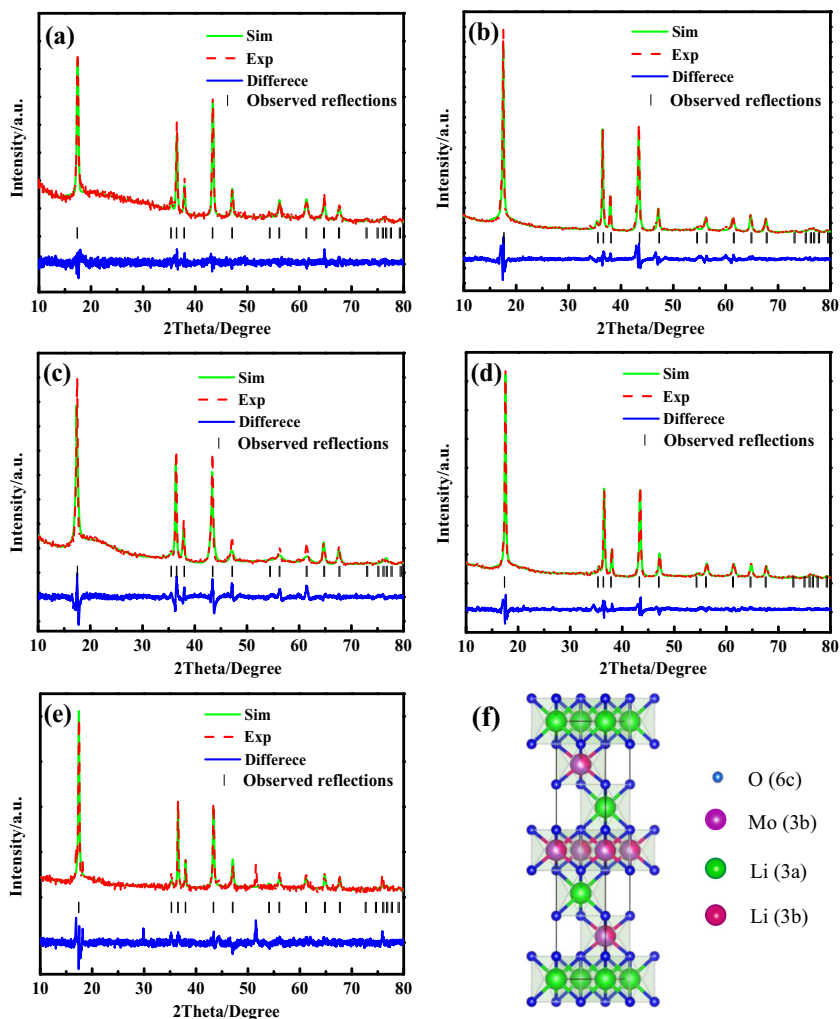 (a)
Sim
Exp
Differece
Observed reflections
Intensity/a.u.
10 20 30 40 50 60 70 80
2Theta/Degree
(b)
Sim
Exp
Differece
Observed reflections
Intensity/a.u.
10 20 30 40 50 60 70 80
2Theta/Degree
(c)
Sim
Exp
Differece
Observed reflections
Intensity/a.u.
10 20 30 40 50 60 70 80
2Theta/Degree
(d)
Sim
Exp
Differece
Observed reflections
Intensity/a.u.
10 20 30 40 50 60 70 80
2Theta/Degree
(e)
Sim
Exp
Differece
Observed reflections
Intensity/a.u.
10 20 30 40 50 60 70 80
2Theta/Degree
(f)
O (6c)
Mo (3b)
Li (3a)
Li (3b)